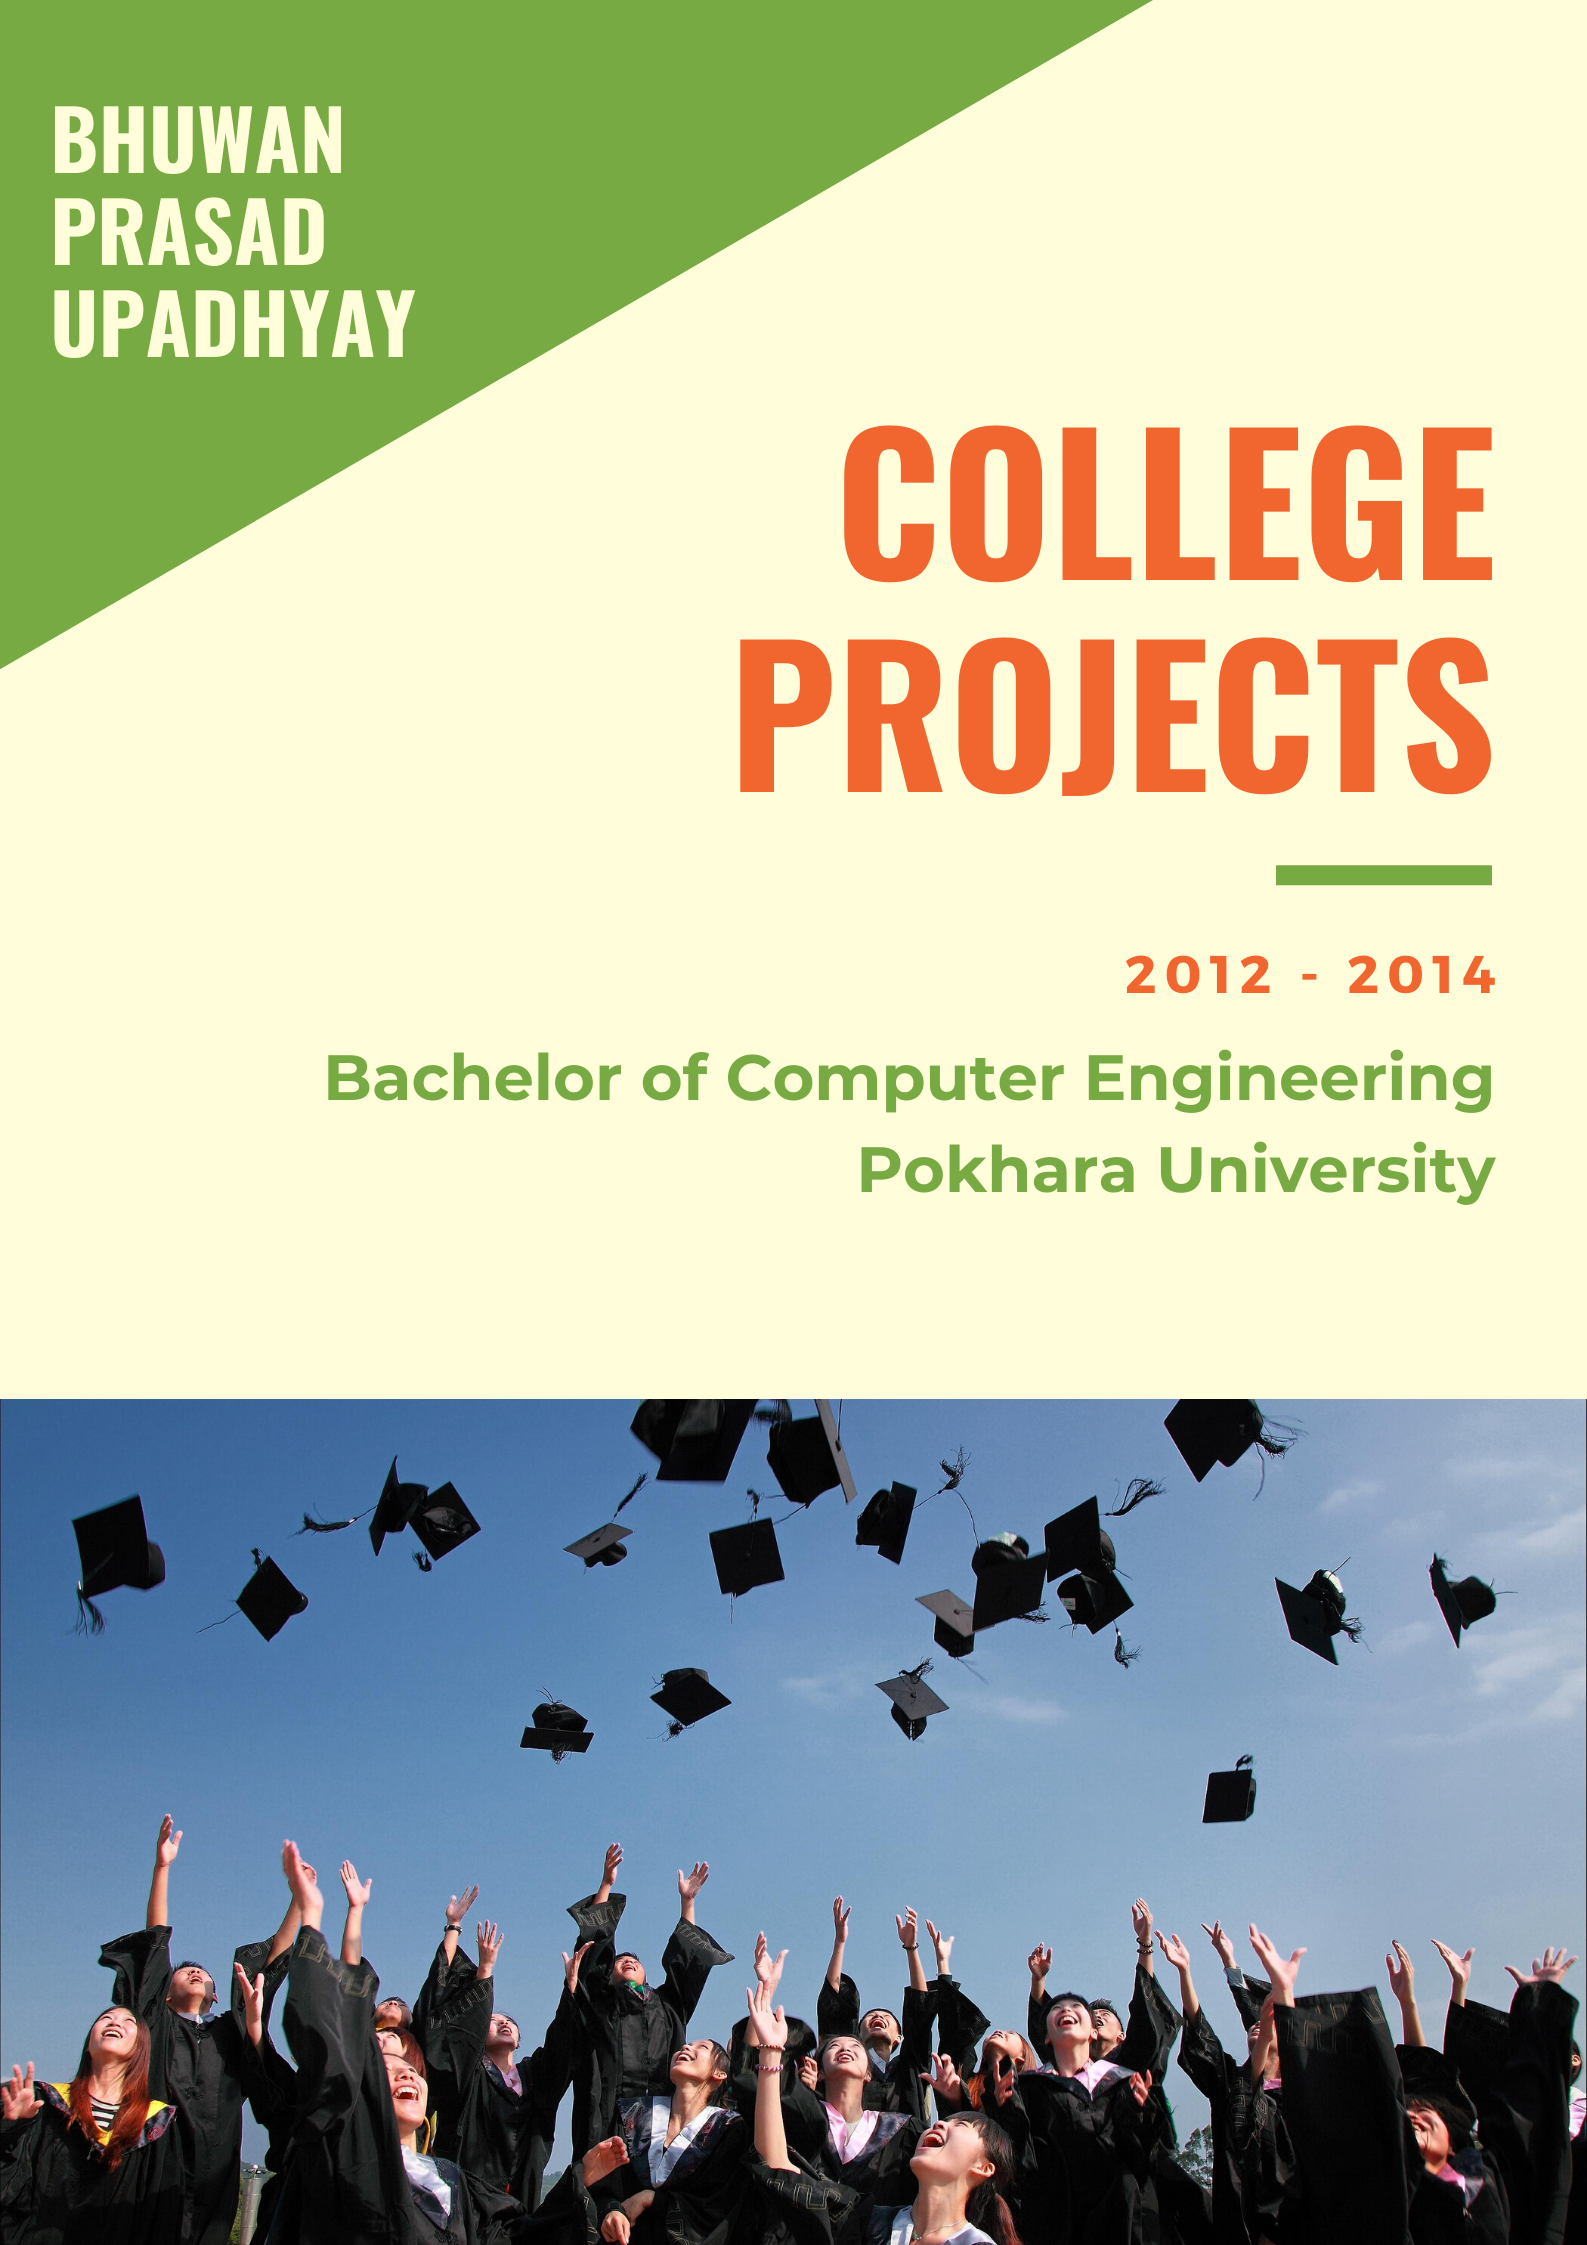 BHUWAN
PRASAD
UPADHYAY
COLLEGE
PROJECTS
2012 - 2014
Bachelor of Computer Engineering
Pokhara University